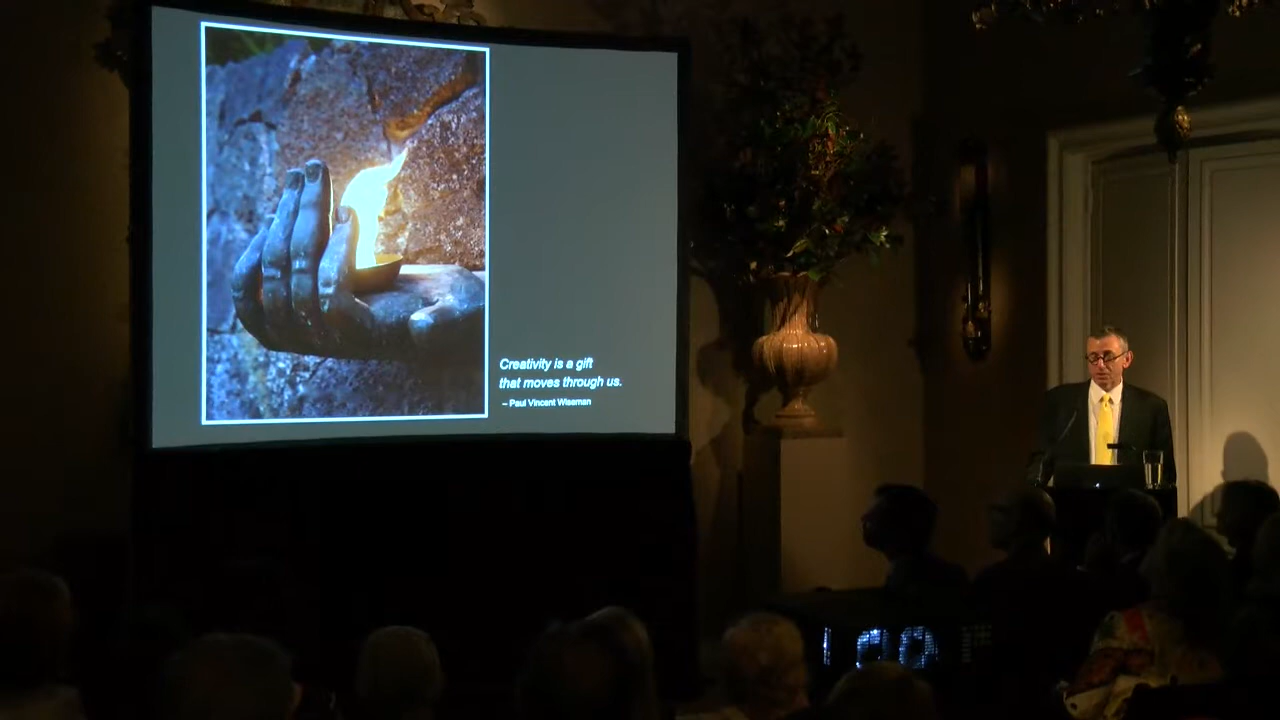 Creativity is a gift
that moves through us.
– Paul Vincent Wiseman